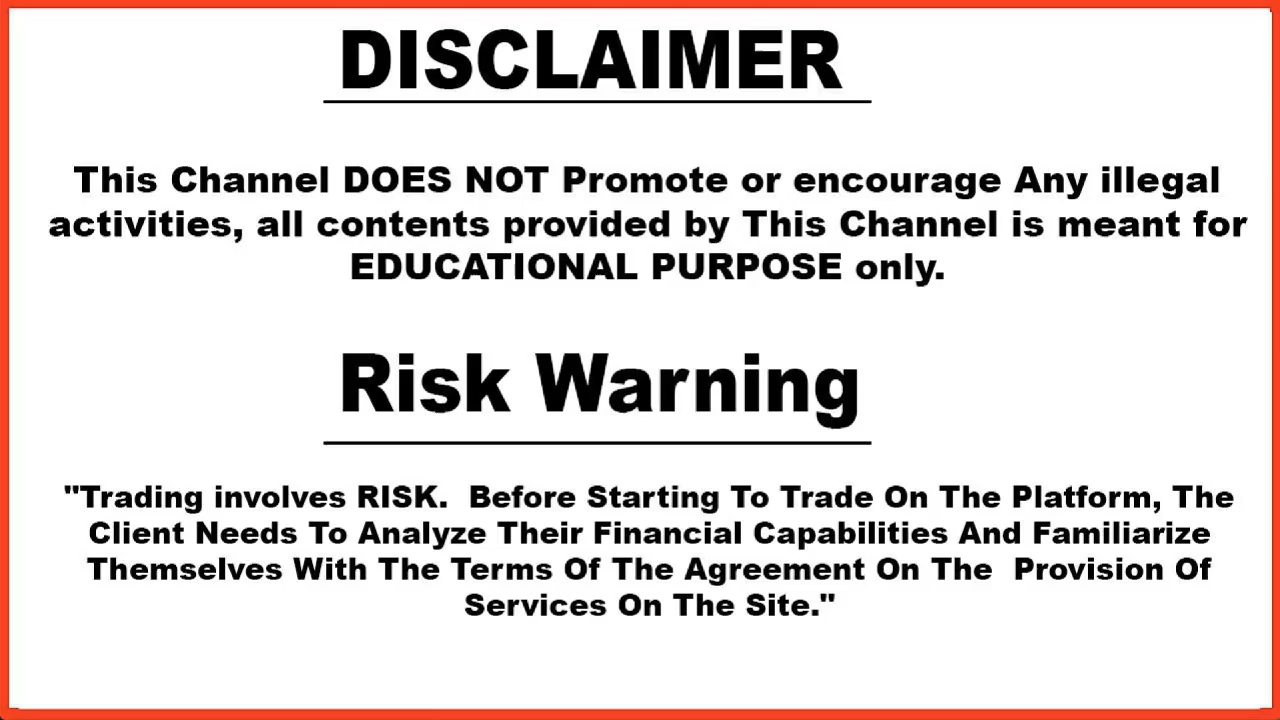 DISCLAIMER
This Channel DOES NOT Promote or encourage Any illegal
activities, all contents provided by This Channel is meant for
EDUCATIONAL PURPOSE only.
Risk Warning
"Trading involves RISK.  Before Starting To Trade On The Platform, The
Client Needs To Analyze Their Financial Capabilities And Familiarize
Themselves With The Terms Of The Agreement On The  Provision Of
Services On The Site."